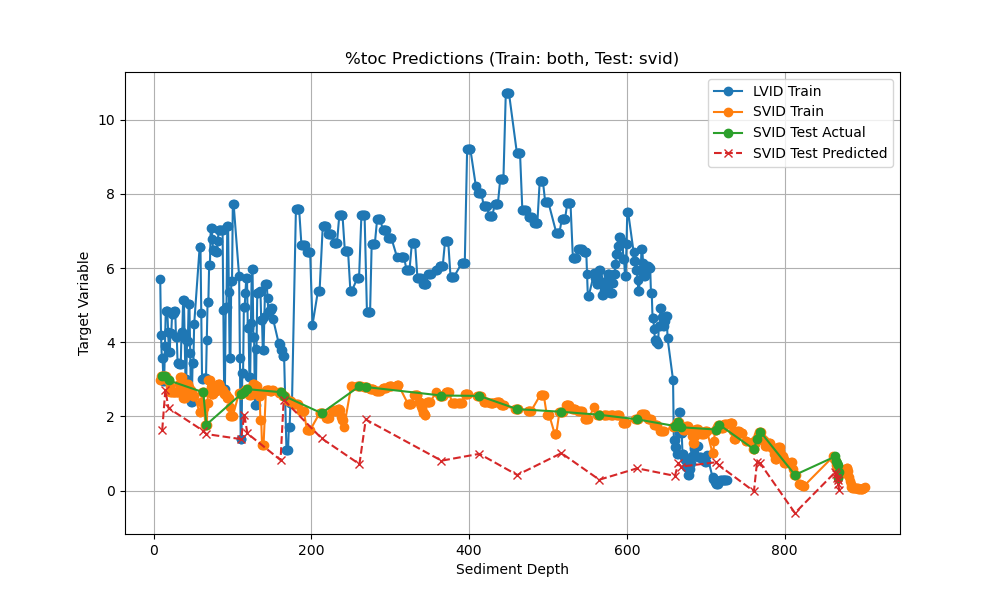 %toc Predictions (Train: both, Test: svid)
LVID Train
SVID Train
SVID Test Actual
SVID Test Predicted
Target Variable
10
8
6
4
2
0
0 200 400 600 800
Sediment Depth